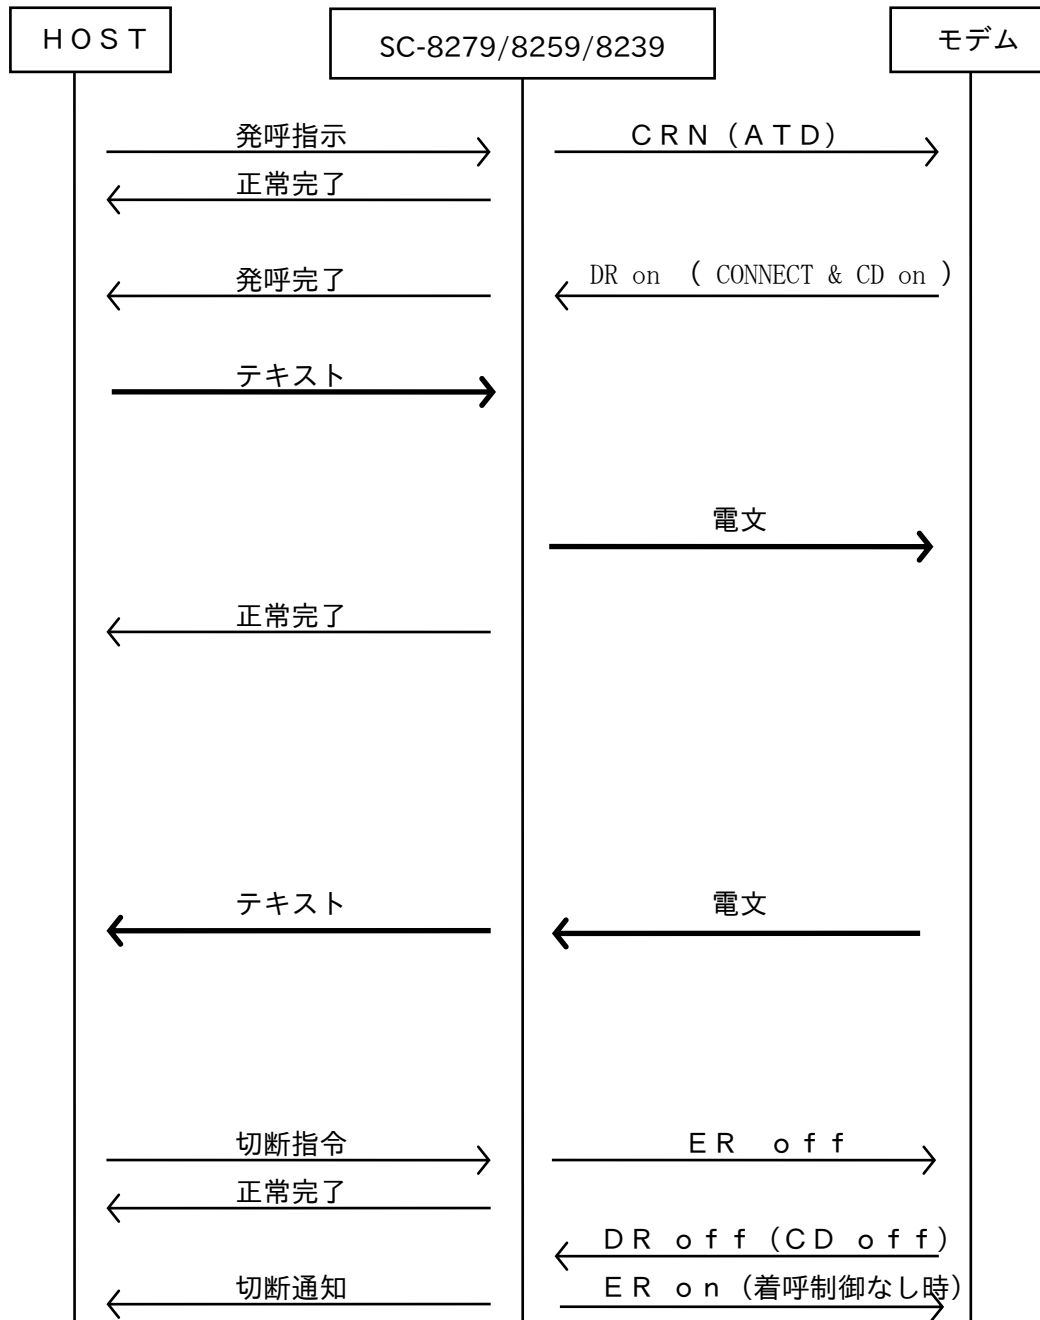 ＨＯＳＴ
SC-8279/8259/8239
モデム
発呼指示
ＣＲＮ（ＡＴＤ）
正常完了
発呼完了
DR on （ CONNECT & CD on ）
テキスト
電文
正常完了
テキスト
電文
切断指令
ＥＲ　ｏｆｆ
正常完了
ＤＲ ｏｆｆ（ＣＤ ｏｆｆ）
切断通知
ＥＲ ｏｎ（着呼制御なし時）